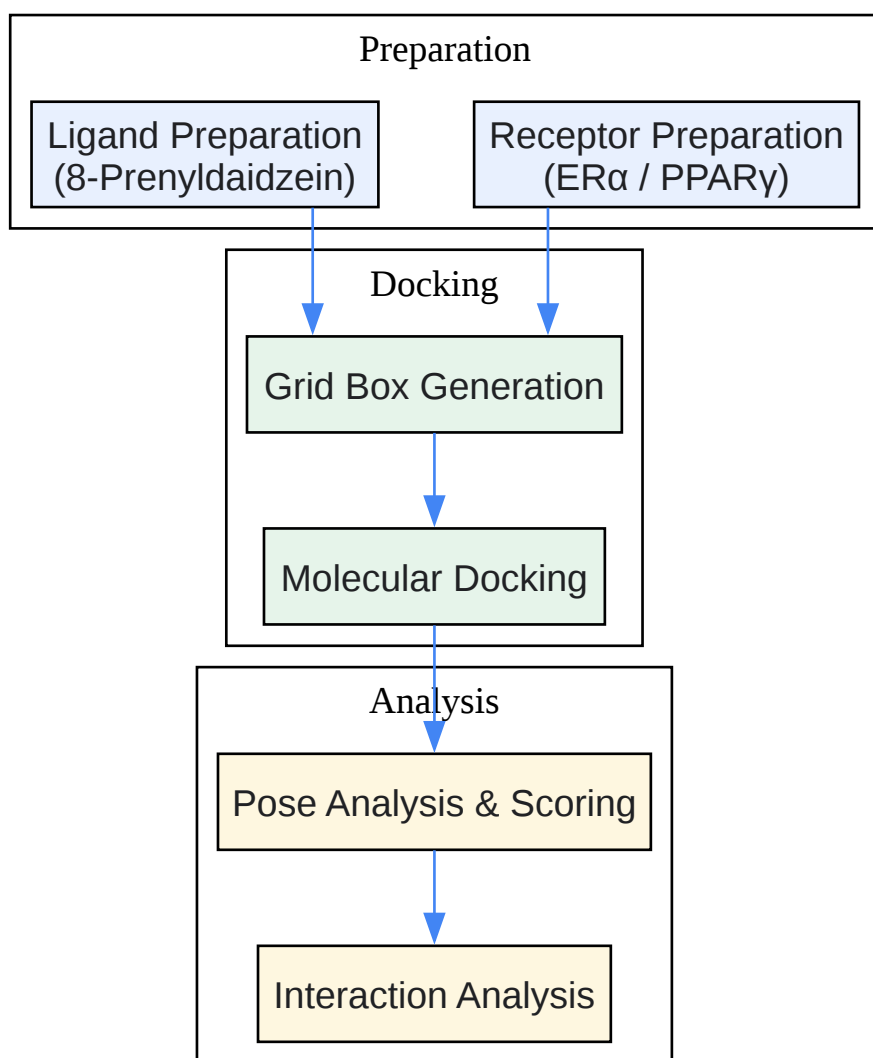 Preparation
Ligand Preparation
(8-Prenyldaidzein)
Receptor Preparation
(ERα / PPARγ)
Docking
Grid Box Generation
Molecular Docking
Analysis
Pose Analysis & Scoring
Interaction Analysis